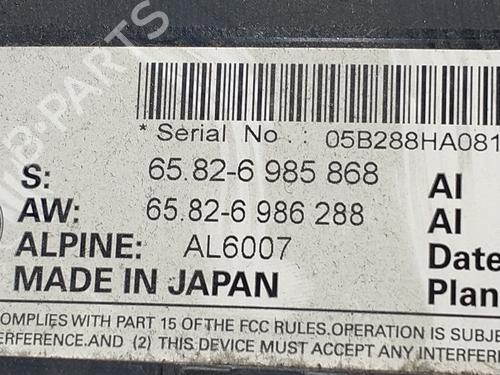 * Serial No . : 05B288HA081
S: 65.82-6 985 868 AI
AW: 65.82-6 986 288 AI
ALPINE: AL6007 Date
MADE IN JAPAN Plan
COMPLIES WITH PART 15 OF THE FCC RULES.OPERATION IS SUBJE
ERFERENCE.AND (2) THIS DEVICE MUST ACCEPT ANY INTERFER